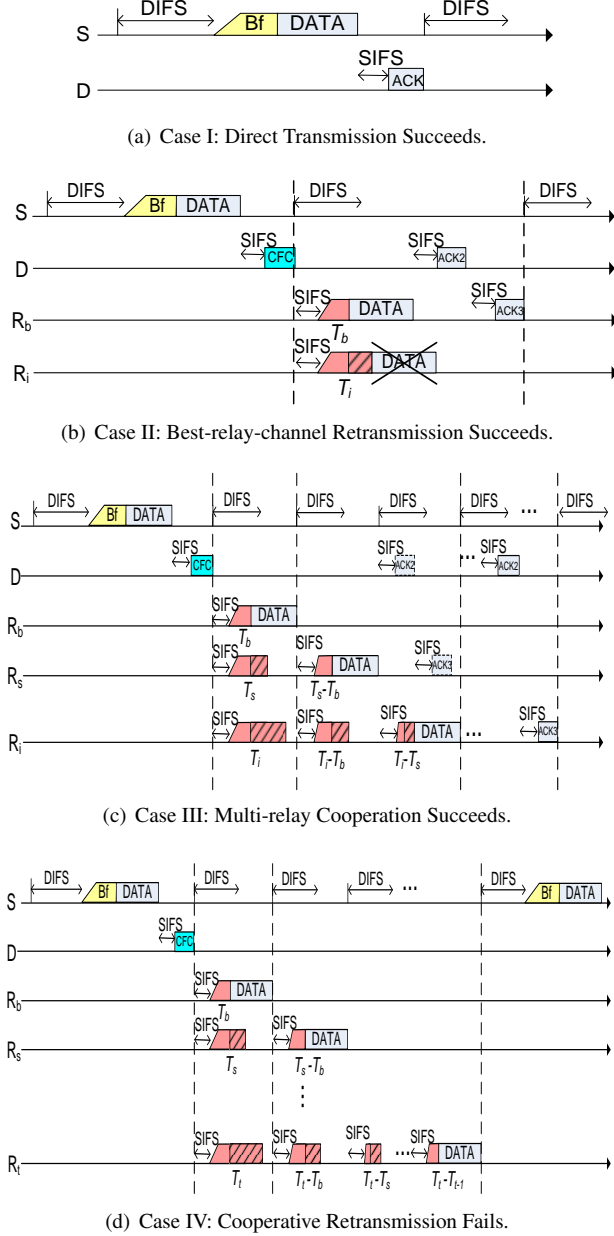 DIFS DIFS
S Bf DATA
SIFS
D ACK
(a) Case I: Direct Transmission Succeeds.
DIFS DIFS DIFS
S Bf DATA
SIFS SIFS
D CFC ACK2
SIFS SIFS
Rb DATA ACK3
Tb
SIFS
Ri DATA
Ti
(b) Case II: Best-relay-channel Retransmission Succeeds.
DIFS DIFS DIFS DIFS DIFS ... DIFS
S Bf DATA
SIFS SIFS ... SIFS
D CFC ACK2 ACK2
SIFS
Rb DATA
Tb
SIFS SIFS SIFS
Rs DATA ACK3
Ts Ts-Tb
SIFS SIFS SIFS SIFS
Ri DATA ... ACK3
Ti Ti-Tb Ti-Ts
(c) Case III: Multi-relay Cooperation Succeeds.
DIFS DIFS DIFS DIFS ... DIFS
S Bf DATA Bf DATA
SIFS
D CFC
SIFS
Rb DATA
Tb
SIFS SIFS
Rs DATA
Ts Ts-Tb
⋮
SIFS SIFS SIFS ... SIFS
Rt DATA
Tt Tt-Tb Tt-Ts Tt-Tt-1
(d) Case IV: Cooperative Retransmission Fails.